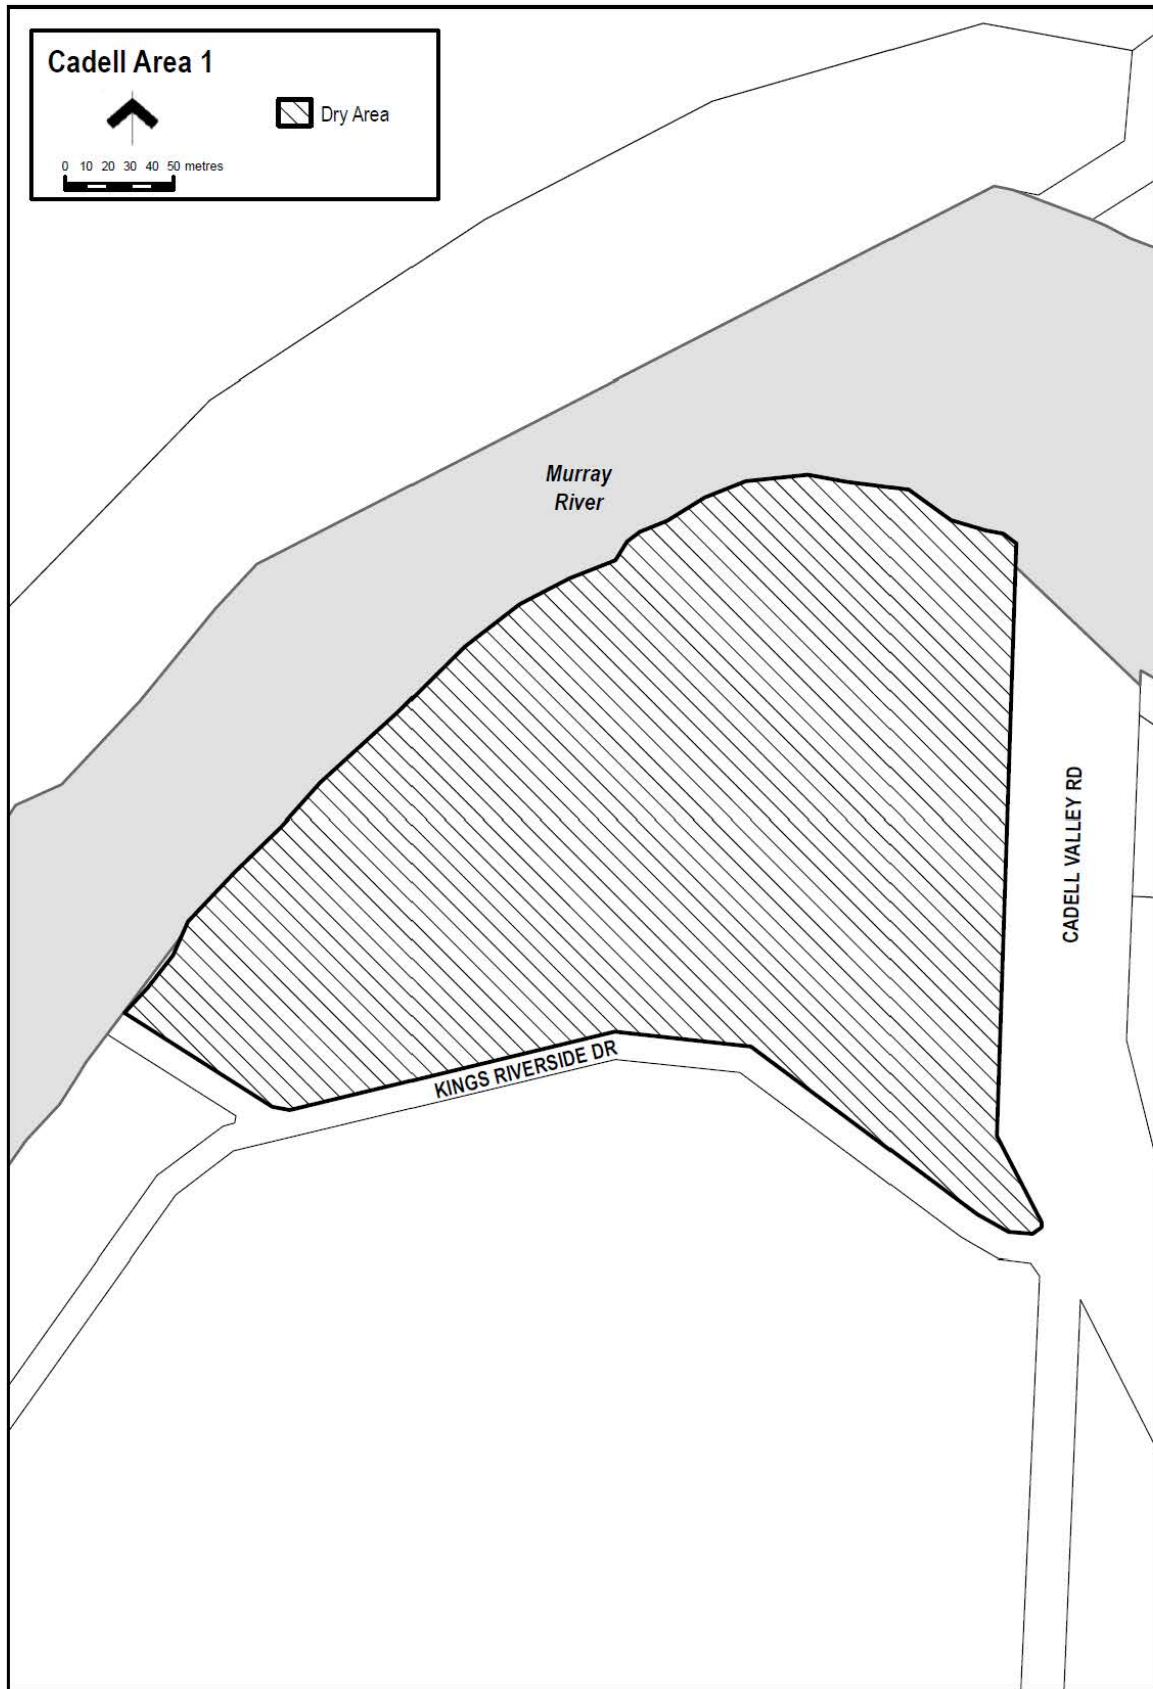 Cadell Area 1
Dry Area
0 10 20 30 40 50 metres
Murray
River
CADELL VALLEY RD
KINGS RIVERSIDE DR